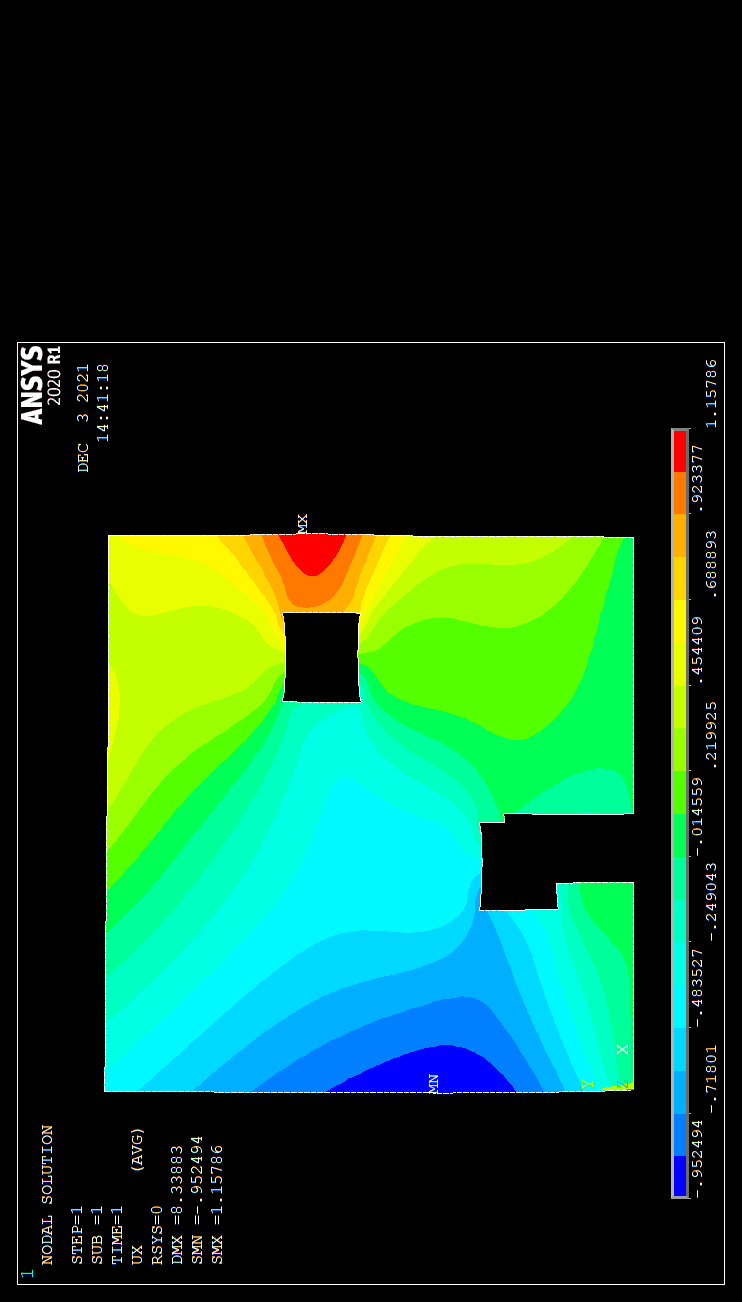 1
NODAL SOLUTION
STEP=1
SUB =1
TIME=1
UX (AVG)
RSYS=0
DMX =8.33883
SMN =-.952494
SMX =1.15786
ANSYS
2020 R1
DEC 3 2021
14:41:18
MX
MN
Y
Z X
-.952494 -.483527 -.014559 .454409 .923377
-.71801 -.249043 .219925 .688893 1.15786